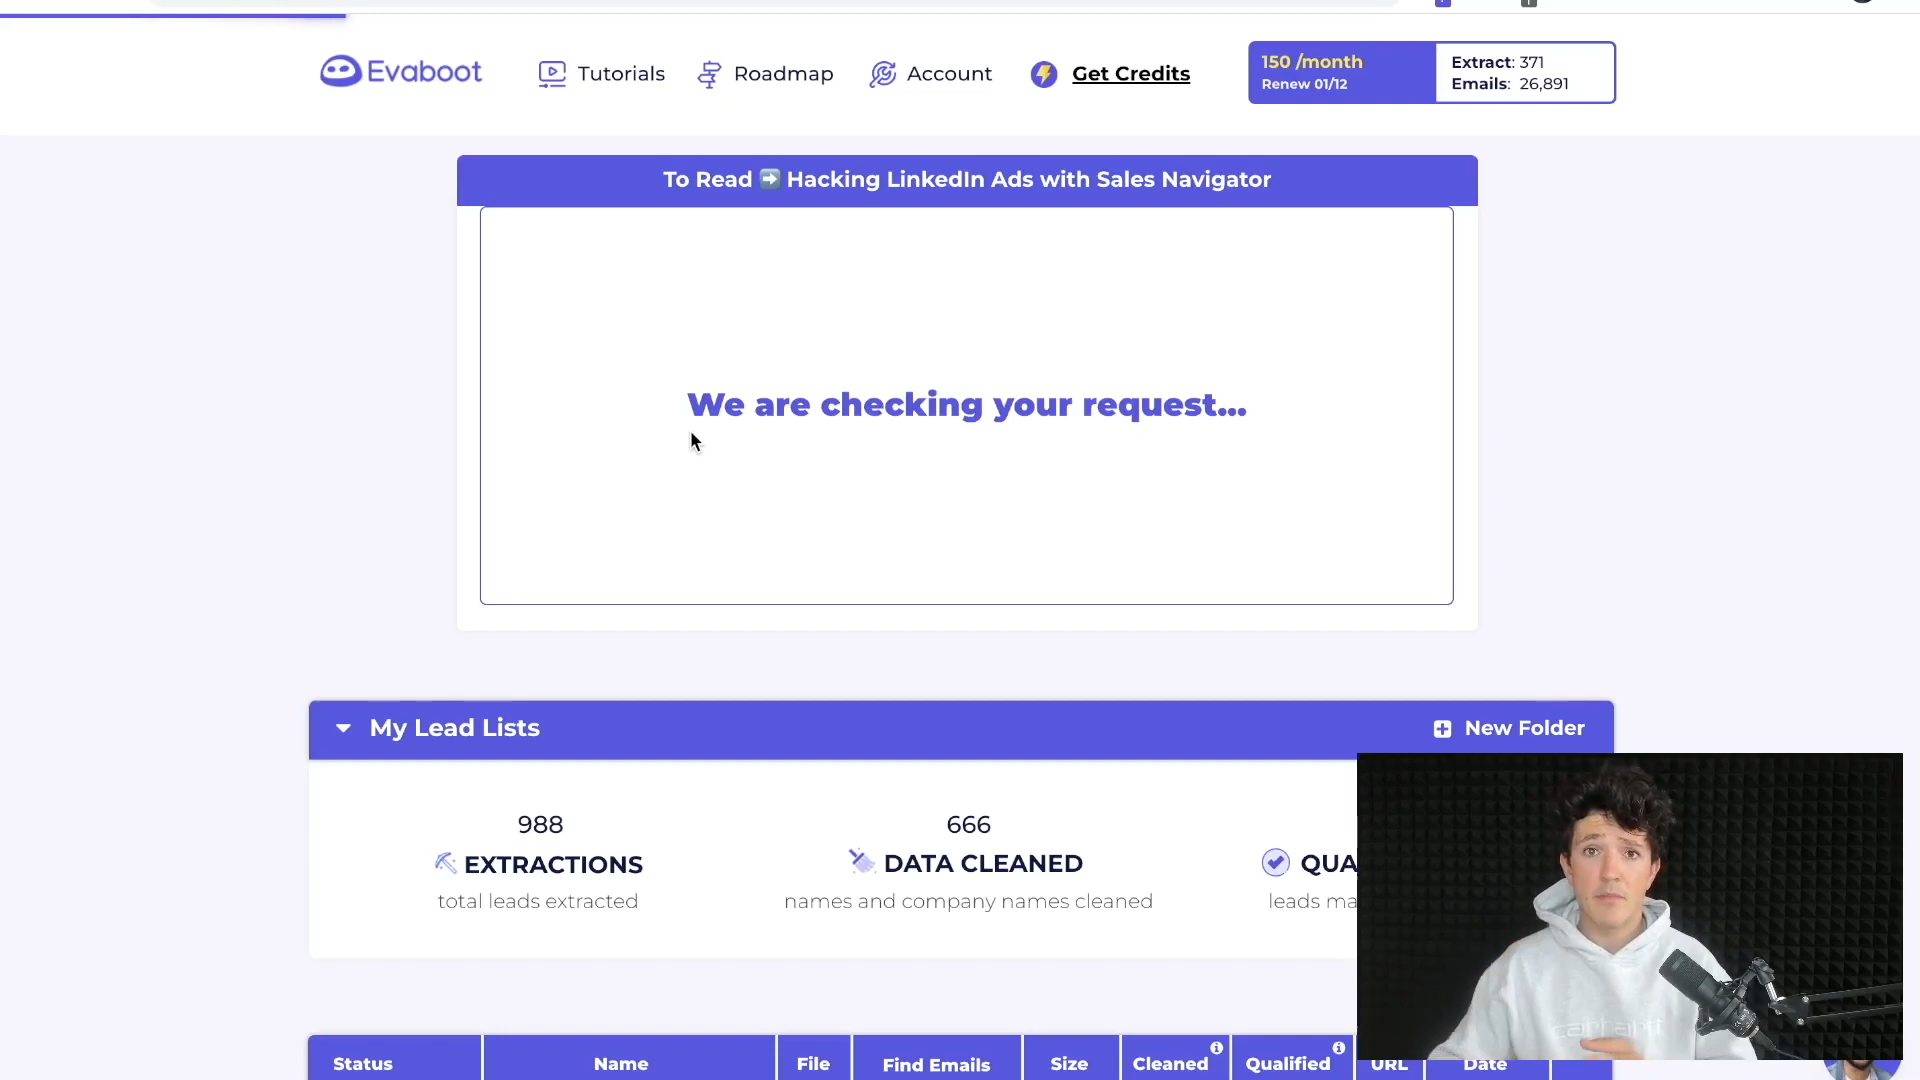 Evaboot
Tutorials
Roadmap
Account
Get Credits
150 /month
Renew 01/12
Extract: 371
Emails: 26,891
To Read ➡️ Hacking LinkedIn Ads with Sales Navigator
We are checking your request...
My Lead Lists
New Folder
988
EXTRACTIONS
total leads extracted
666
DATA CLEANED
names and company names cleaned
QUA
leads ma
carhartt
Status
Name
File
Find Emails
Size
Cleaned
Qualified
URL
Date